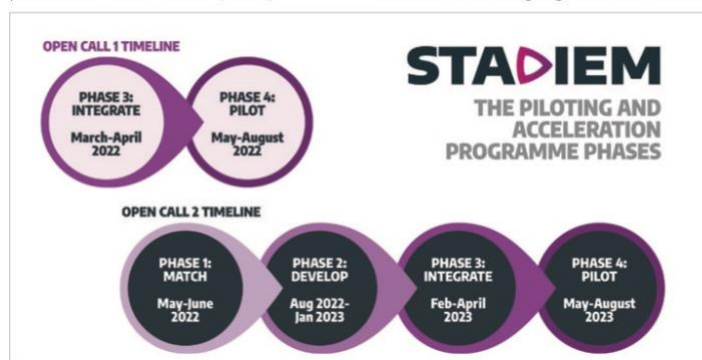 OPEN CALL 1 TIMELINE
PHASE 3:
INTEGRATE
March-April
2022
PHASE 4:
PILOT
May-August
2022
STADIEM
THE PILOTING AND
ACCELERATION
PROGRAMME PHASES
OPEN CALL 2 TIMELINE
PHASE 1:
MATCH
May-June
2022
PHASE 2:
DEVELOP
Aug 2022-
Jan 2023
PHASE 3:
INTEGRATE
Feb-April
2023
PHASE 4:
PILOT
May-August
2023